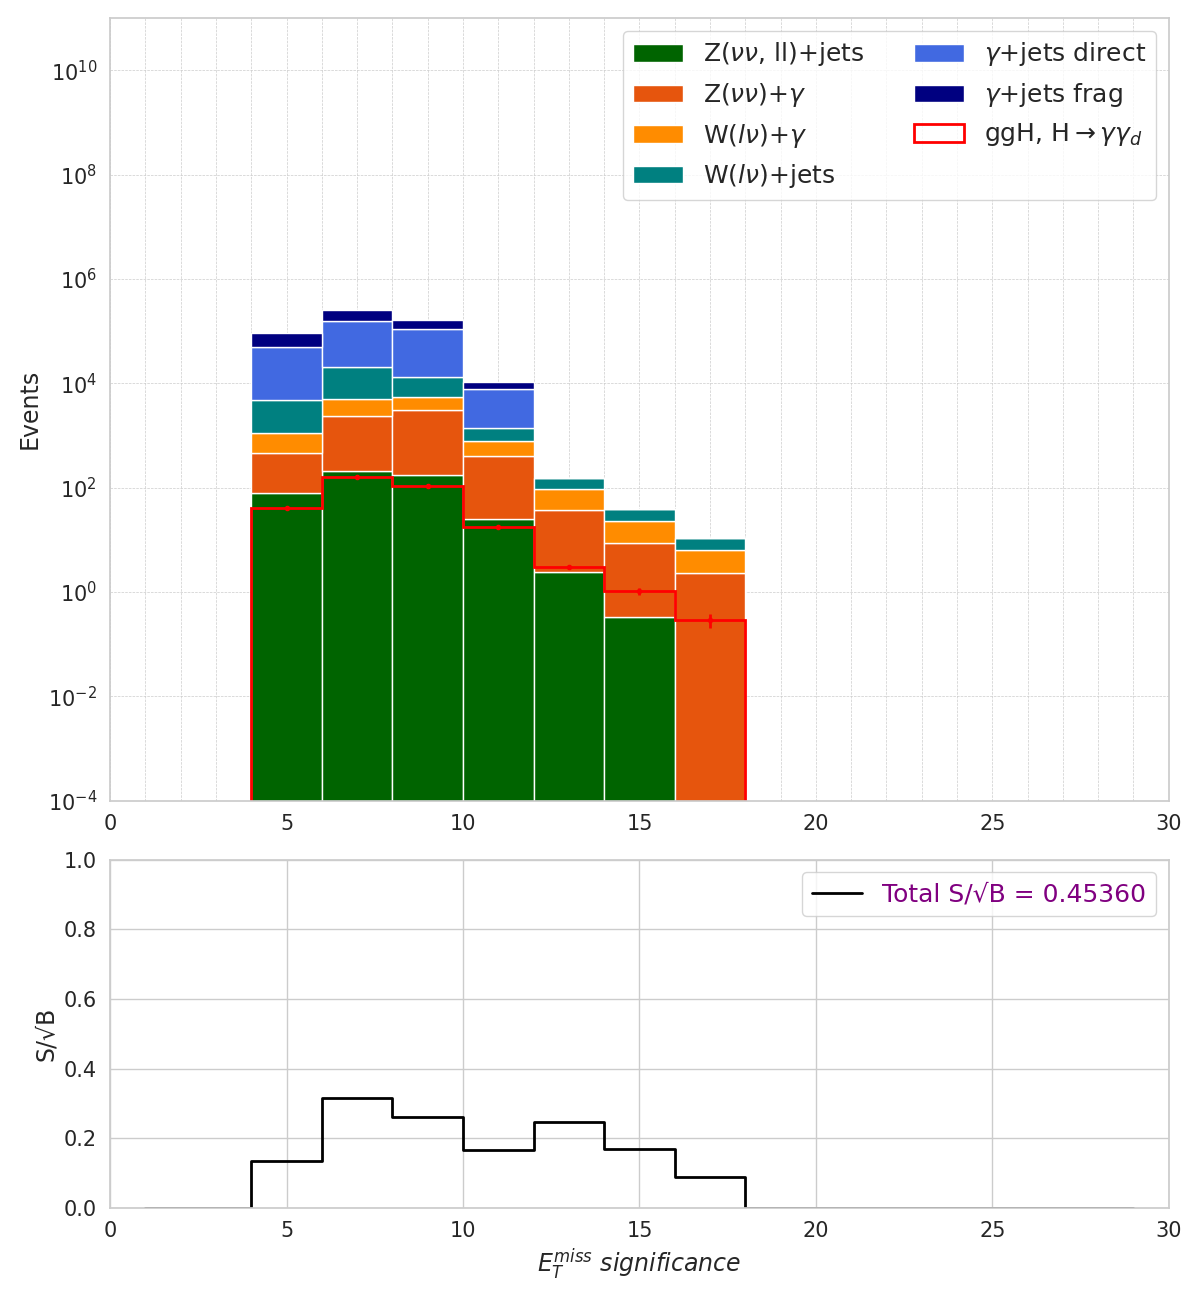 Z(νν, ll)+jets
Z(νν)+γ
W(lν)+γ
W(lν)+jets
γ+jets direct
γ+jets frag
ggH, H→γγ_d
Events
10^10
10^8
10^6
10^4
10^2
10^0
10^−2
10^−4
0 5 10 15 20 25 30
Total S/√B = 0.45360
S/√B
1.0
0.8
0.6
0.4
0.2
0.0
0 5 10 15 20 25 30
E_T^miss significance